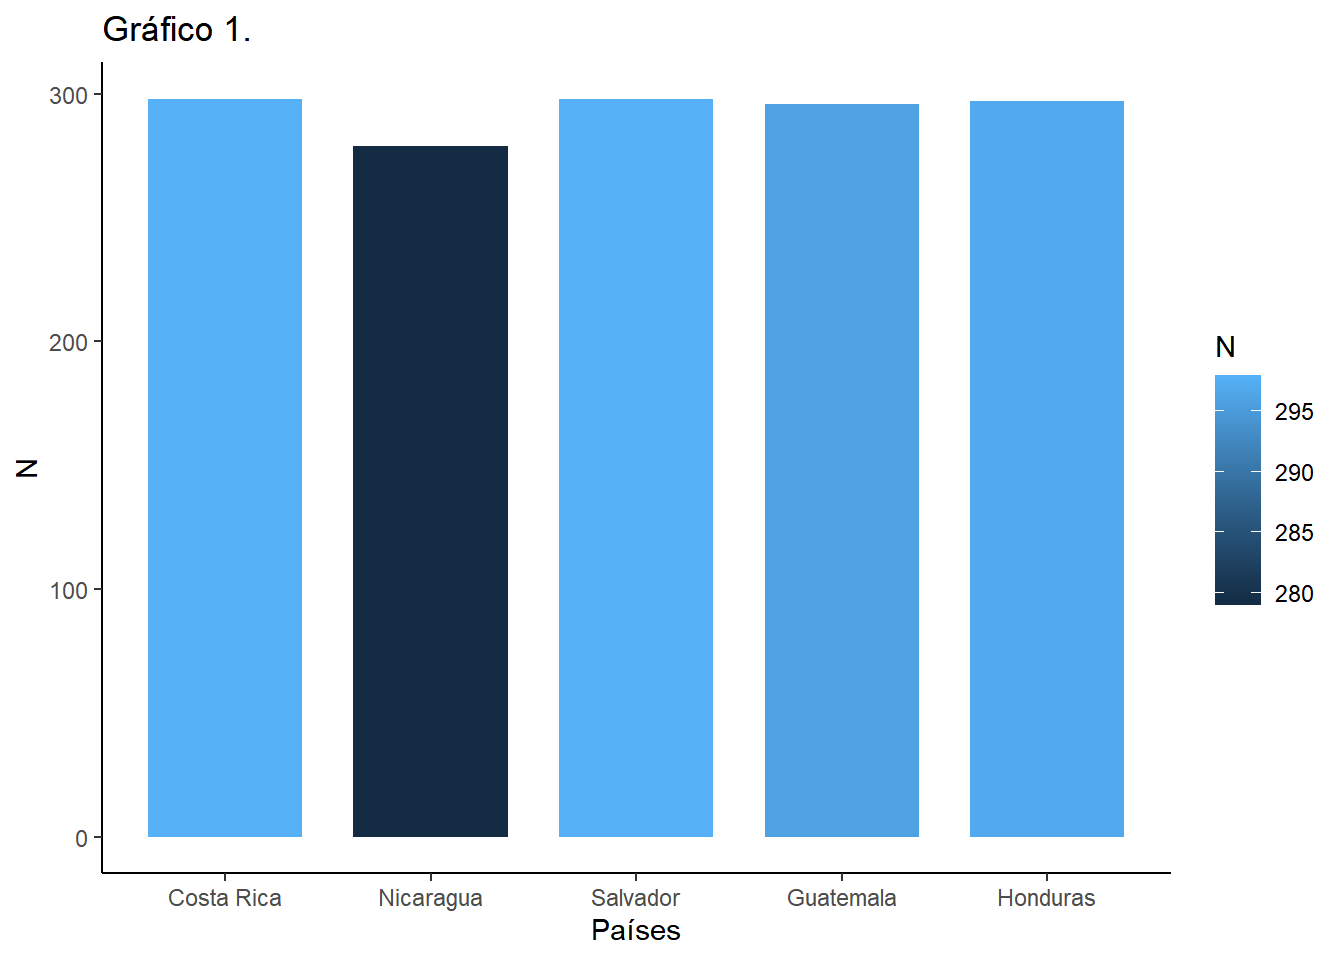 Gráfico 1.
300
200
100
0
N
Costa Rica
Nicaragua
Salvador
Guatemala
Honduras
Países
N
295
290
285
280